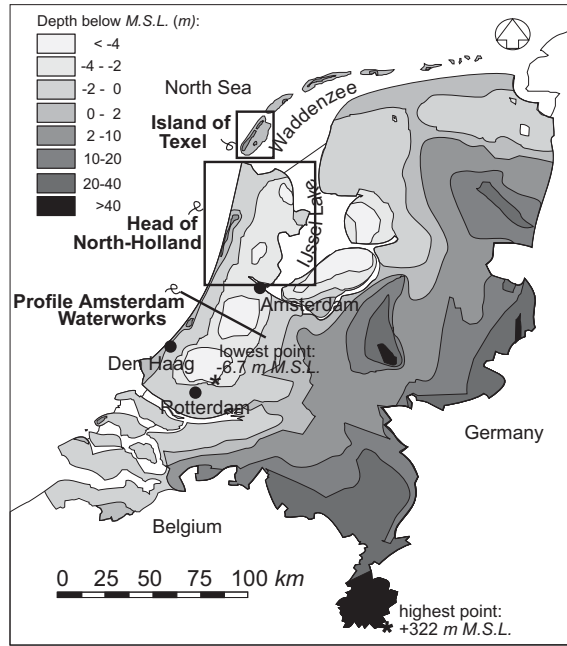 Depth below M.S.L. (m):
< -4
-4 - -2
-2 - 0
0 - 2
2 -10
10-20
20-40
>40
North Sea
Waddenzee
Island of
Texel
Head of
North-Holland
IJssel Lake
Profile Amsterdam
Waterworks
Amsterdam
lowest point:
-6.7 m M.S.L.
Den Haag
*
Rotterdam
Germany
Belgium
0 25 50 75 100 km
highest point:
* +322 m M.S.L.